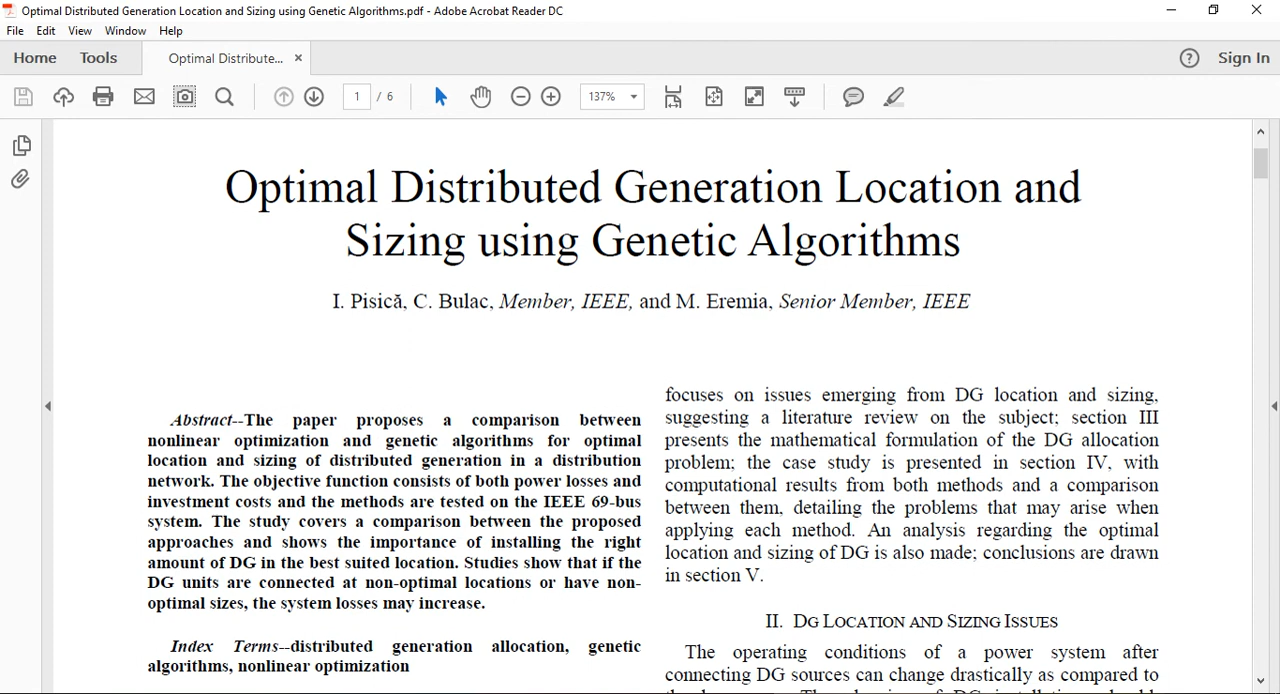 Optimal Distributed Generation Location and Sizing using Genetic Algorithms.pdf - Adobe Acrobat Reader DC
File Edit View Window Help
Home Tools Optimal Distribute... × ? Sign In
1 / 6 137%
Optimal Distributed Generation Location and
Sizing using Genetic Algorithms
I. Pisică, C. Bulac, Member, IEEE, and M. Eremia, Senior Member, IEEE
Abstract--The paper proposes a comparison between
nonlinear optimization and genetic algorithms for optimal
location and sizing of distributed generation in a distribution
network. The objective function consists of both power losses and
investment costs and the methods are tested on the IEEE 69-bus
system. The study covers a comparison between the proposed
approaches and shows the importance of installing the right
amount of DG in the best suited location. Studies show that if the
DG units are connected at non-optimal locations or have non-
optimal sizes, the system losses may increase.
Index Terms--distributed generation allocation, genetic
algorithms, nonlinear optimization
focuses on issues emerging from DG location and sizing,
suggesting a literature review on the subject; section III
presents the mathematical formulation of the DG allocation
problem; the case study is presented in section IV, with
computational results from both methods and a comparison
between them, detailing the problems that may arise when
applying each method. An analysis regarding the optimal
location and sizing of DG is also made; conclusions are drawn
in section V.
II. DG LOCATION AND SIZING ISSUES
The operating conditions of a power system after
connecting DG sources can change drastically as compared to